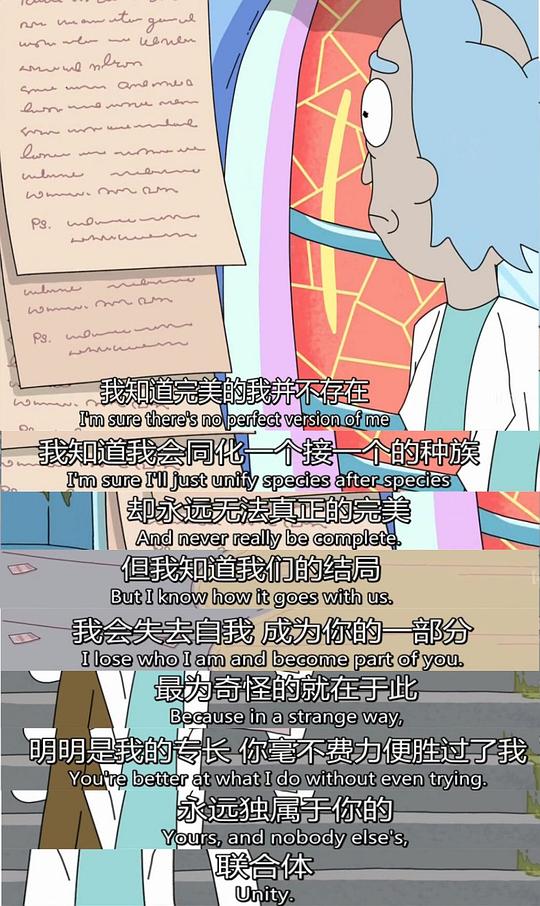 Ps.
Ps.
Ps.
我知道完美的我并不存在
I'm sure there's no perfect version of me
我知道我会同化一个接一个的种族
I'm sure I'll just unify species after species
却永远无法真正的完美
And never really be complete.
但我知道我们的结局
But I know how it goes with us.
我会失去自我 成为你的一部分
I lose who I am and become part of you.
最为奇怪的就在于此
Because in a strange way,
明明是我的专长 你毫不费力便胜过了我
You're better at what I do without even trying.
永远独属于你的
Yours, and nobody else's,
联合体
Unity.